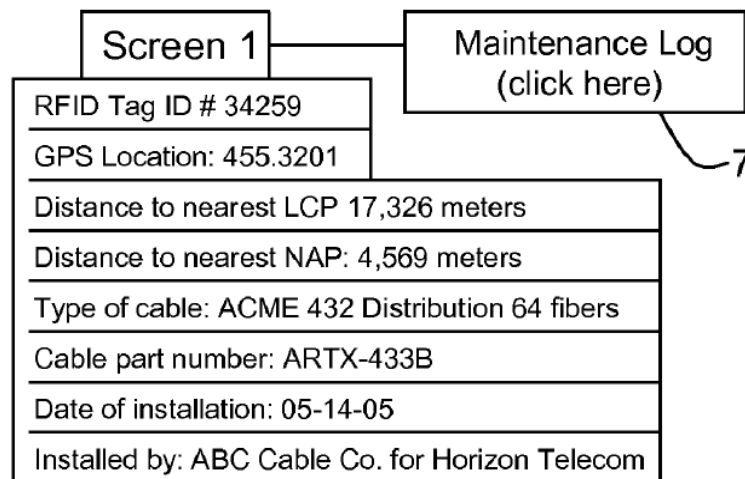 Screen 1
Maintenance Log
(click here)
RFID Tag ID # 34259
GPS Location: 455.3201
7
Distance to nearest LCP 17,326 meters
Distance to nearest NAP: 4,569 meters
Type of cable: ACME 432 Distribution 64 fibers
Cable part number: ARTX-433B
Date of installation: 05-14-05
Installed by: ABC Cable Co. for Horizon Telecom